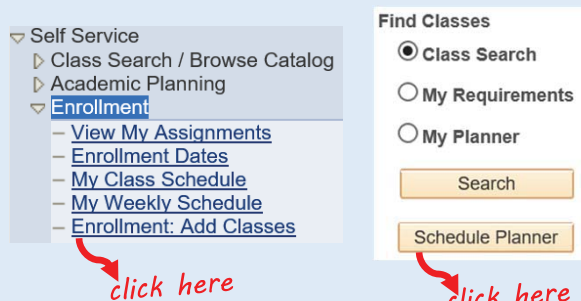 Self Service
Class Search / Browse Catalog
Academic Planning
Enrollment
View My Assignments
Enrollment Dates
My Class Schedule
My Weekly Schedule
Enrollment: Add Classes
click here
Find Classes
Class Search
My Requirements
My Planner
Search
Schedule Planner
click here